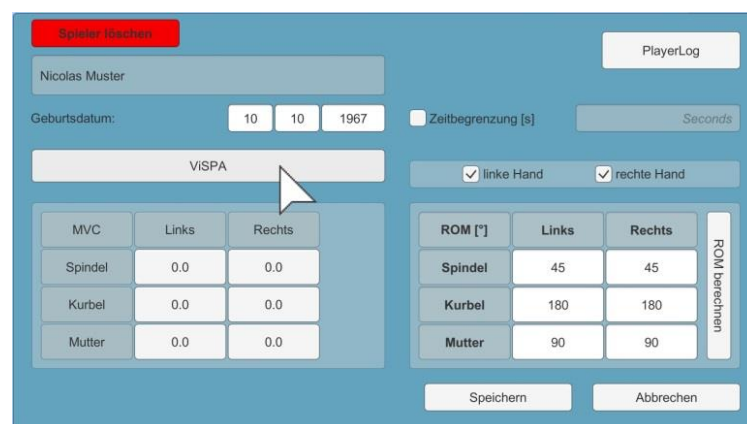 Spieler löschen
PlayerLog
Nicolas Muster
Geburtsdatum: 10 10 1967
Zeitbegrenzung [s] Seconds
ViSPA
linke Hand rechte Hand
MVC Links Rechts
Spindel 0.0 0.0
Kurbel 0.0 0.0
Mutter 0.0 0.0
ROM [°] Links Rechts
Spindel 45 45
Kurbel 180 180
Mutter 90 90
ROM berechnen
Speichern Abbrechen